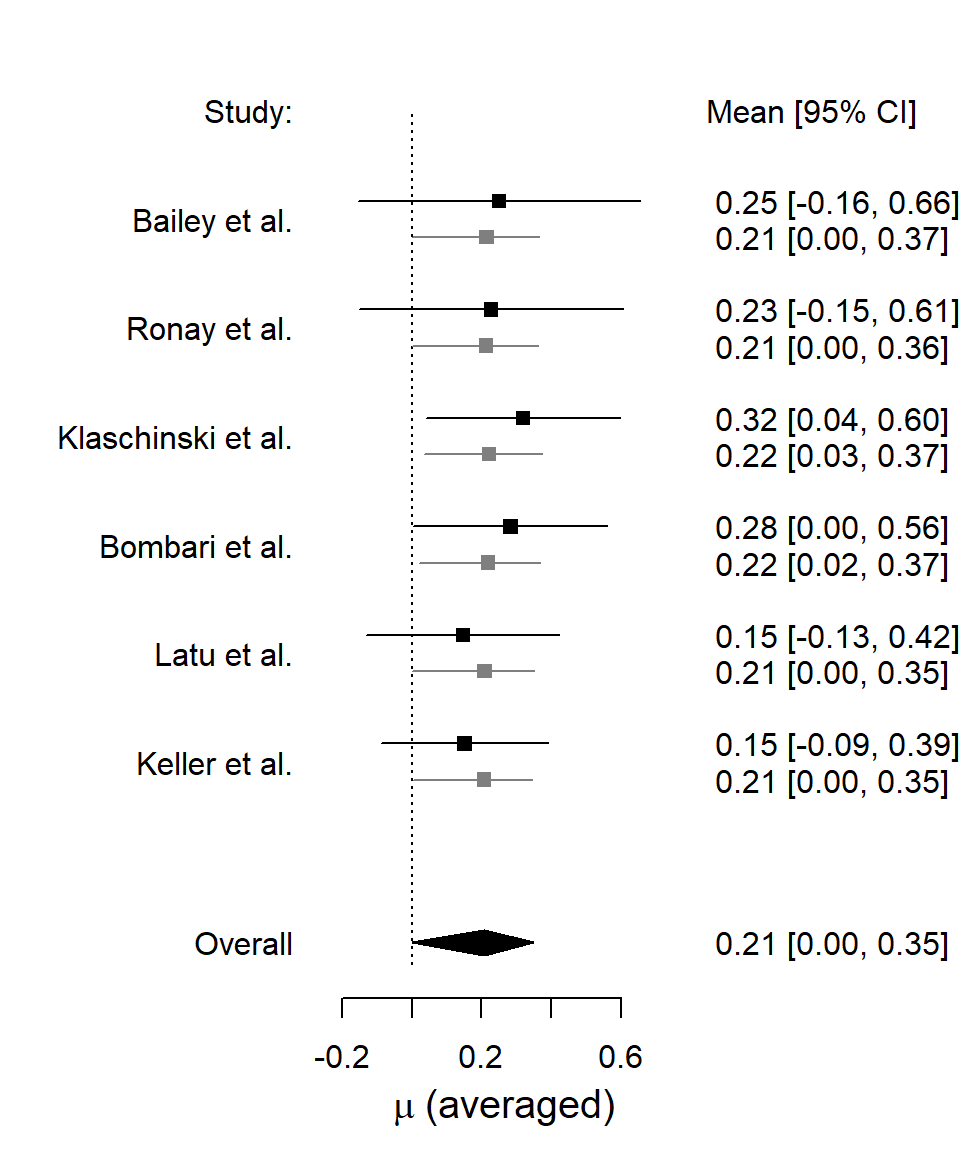 Study: Mean [95% CI]
0.25 [-0.16, 0.66]
Bailey et al.
0.21 [0.00, 0.37]
0.23 [-0.15, 0.61]
Ronay et al.
0.21 [0.00, 0.36]
0.32 [0.04, 0.60]
Klaschinski et al.
0.22 [0.03, 0.37]
0.28 [0.00, 0.56]
Bombari et al.
0.22 [0.02, 0.37]
0.15 [-0.13, 0.42]
Latu et al.
0.21 [0.00, 0.35]
0.15 [-0.09, 0.39]
Keller et al.
0.21 [0.00, 0.35]
Overall 0.21 [0.00, 0.35]
-0.2 0.2 0.6
μ (averaged)